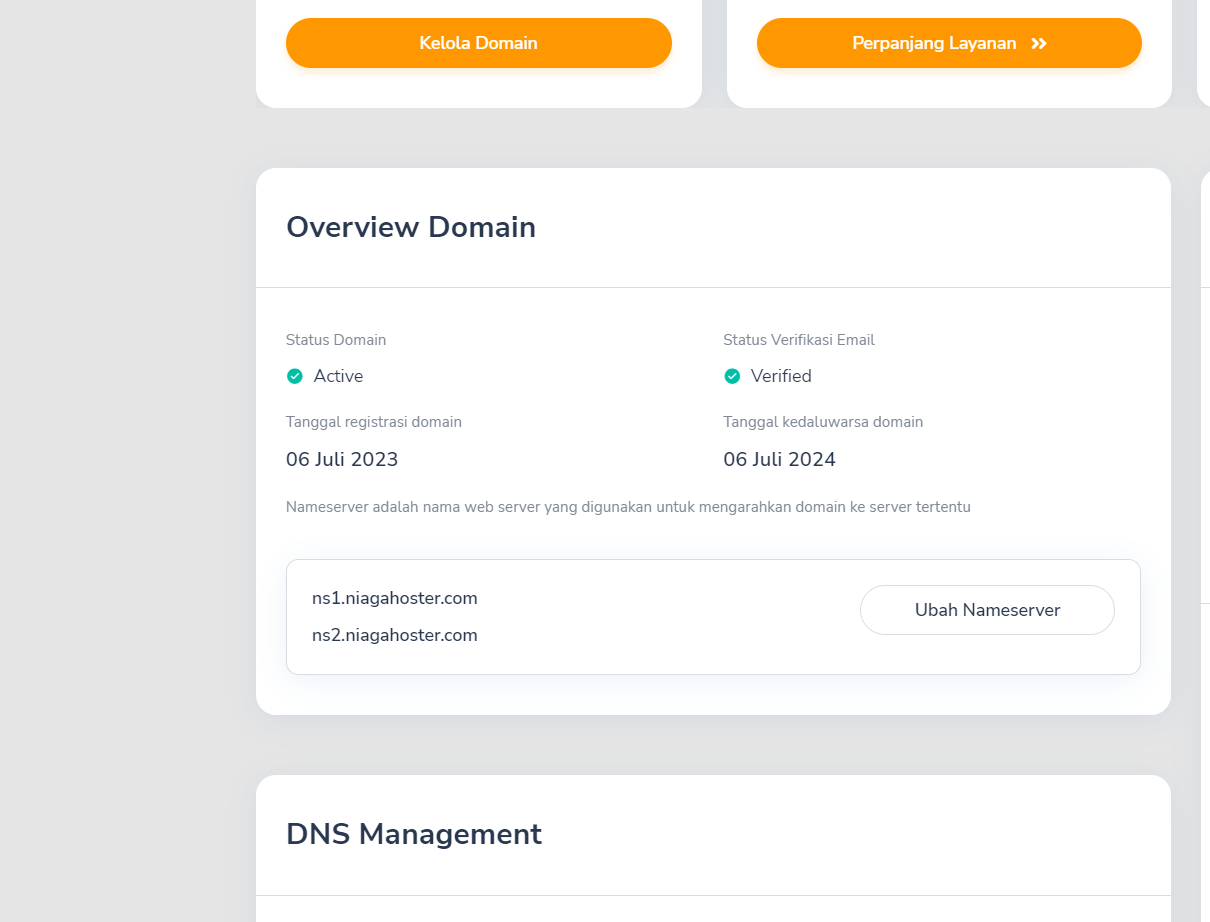 Kelola Domain
Perpanjang Layanan
Overview Domain
Status Domain
Status Verifikasi Email
Active
Verified
Tanggal registrasi domain
Tanggal kedaluwarsa domain
06 Juli 2023
06 Juli 2024
Nameserver adalah nama web server yang digunakan untuk mengarahkan domain ke server tertentu
ns1.niagahoster.com
Ubah Nameserver
ns2.niagahoster.com
DNS Management